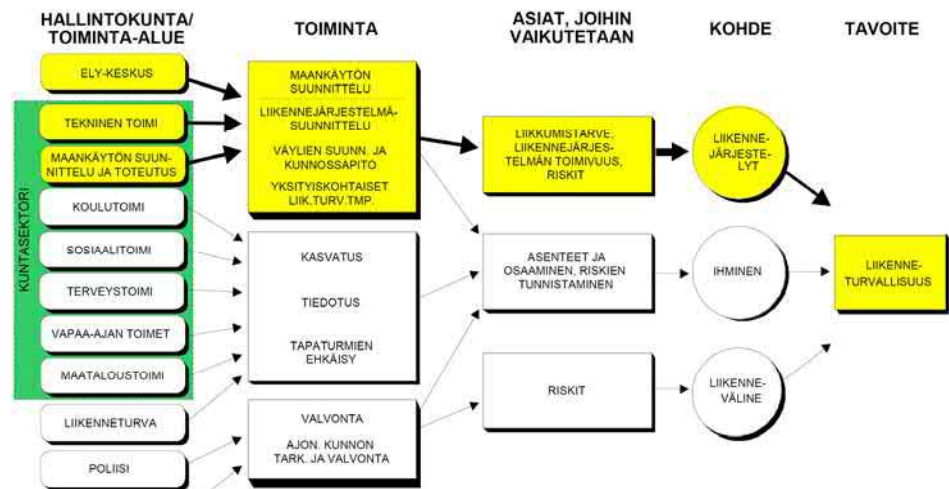 HALLINTOKUNTA/
TOIMINTA-ALUE
TOIMINTA
ASIAT, JOIHIN
VAIKUTETAAN
KOHDE
TAVOITE
ELY-KESKUS
KUNTASEKTORI
TEKNINEN TOIMI
MAANKÄYTÖN SUUN-
NITTELU JA TOTEUTUS
KOULUTOIMI
SOSIAALITOIMI
TERVEYSTOIMI
VAPAA-AJAN TOIMET
MAATALOUSTOIMI
LIIKENNETURVA
POLIISI
MAANKÄYTÖN
SUUNNITTELU
LIIKENNEJÄRJESTELMÄ-
SUUNNITTELU
VÄYLIEN SUUNN. JA
KUNNOSSAPITO
YKSITYISKOHTAISET
LIIK.TURV.TMP.
KASVATUS
TIEDOTUS
TAPATURMIEN
EHKÄISY
VALVONTA
AJON. KUNNON
TARK. JA VALVONTA
LIIKKUMISTARVE,
LIIKENNEJÄRJES-
TELMÄN TOIMIVUUS,
RISKIT
ASENTEET JA
OSAAMINEN, RISKIEN
TUNNISTAMINEN
RISKIT
LIIKENNE-
JÄRJESTE-
LYT
IHMINEN
LIIKENNE-
VÄLINE
LIIKENNE-
TURVALLISUUS